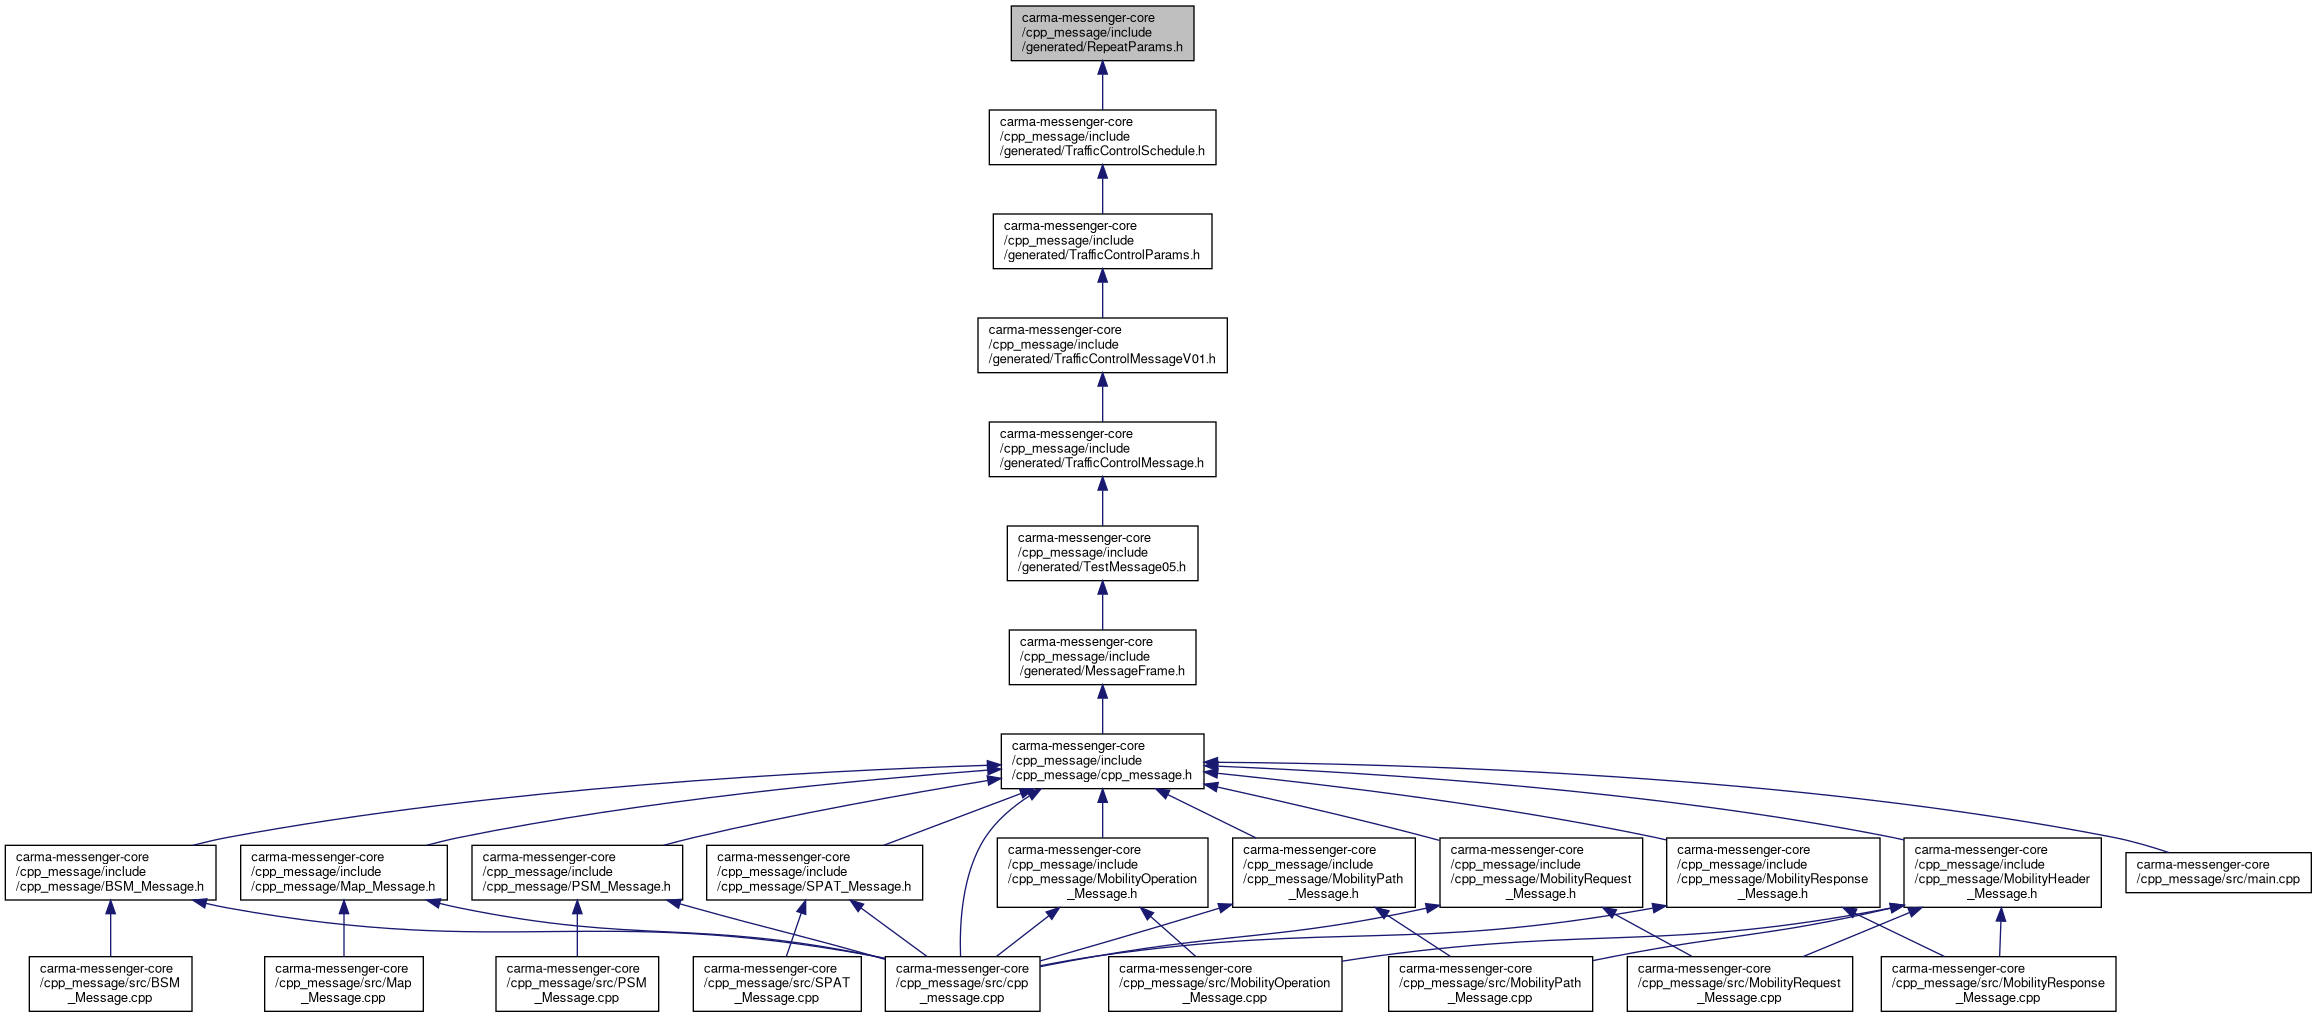 carma-messenger-core
/cpp_message/include
/generated/RepeatParams.h
carma-messenger-core
/cpp_message/include
/generated/TrafficControlSchedule.h
carma-messenger-core
/cpp_message/include
/generated/TrafficControlParams.h
carma-messenger-core
/cpp_message/include
/generated/TrafficControlMessageV01.h
carma-messenger-core
/cpp_message/include
/generated/TrafficControlMessage.h
carma-messenger-core
/cpp_message/include
/generated/TestMessage05.h
carma-messenger-core
/cpp_message/include
/generated/MessageFrame.h
carma-messenger-core
/cpp_message/include
/cpp_message/cpp_message.h
carma-messenger-core
/cpp_message/include
/cpp_message/BSM_Message.h
carma-messenger-core
/cpp_message/include
/cpp_message/Map_Message.h
carma-messenger-core
/cpp_message/include
/cpp_message/PSM_Message.h
carma-messenger-core
/cpp_message/include
/cpp_message/SPAT_Message.h
carma-messenger-core
/cpp_message/include
/cpp_message/MobilityOperation
_Message.h
carma-messenger-core
/cpp_message/include
/cpp_message/MobilityPath
_Message.h
carma-messenger-core
/cpp_message/include
/cpp_message/MobilityRequest
_Message.h
carma-messenger-core
/cpp_message/include
/cpp_message/MobilityResponse
_Message.h
carma-messenger-core
/cpp_message/include
/cpp_message/MobilityHeader
_Message.h
carma-messenger-core
/cpp_message/src/main.cpp
carma-messenger-core
/cpp_message/src/BSM
_Message.cpp
carma-messenger-core
/cpp_message/src/Map
_Message.cpp
carma-messenger-core
/cpp_message/src/PSM
_Message.cpp
carma-messenger-core
/cpp_message/src/SPAT
_Message.cpp
carma-messenger-core
/cpp_message/src/cpp
_message.cpp
carma-messenger-core
/cpp_message/src/MobilityOperation
_Message.cpp
carma-messenger-core
/cpp_message/src/MobilityPath
_Message.cpp
carma-messenger-core
/cpp_message/src/MobilityRequest
_Message.cpp
carma-messenger-core
/cpp_message/src/MobilityResponse
_Message.cpp